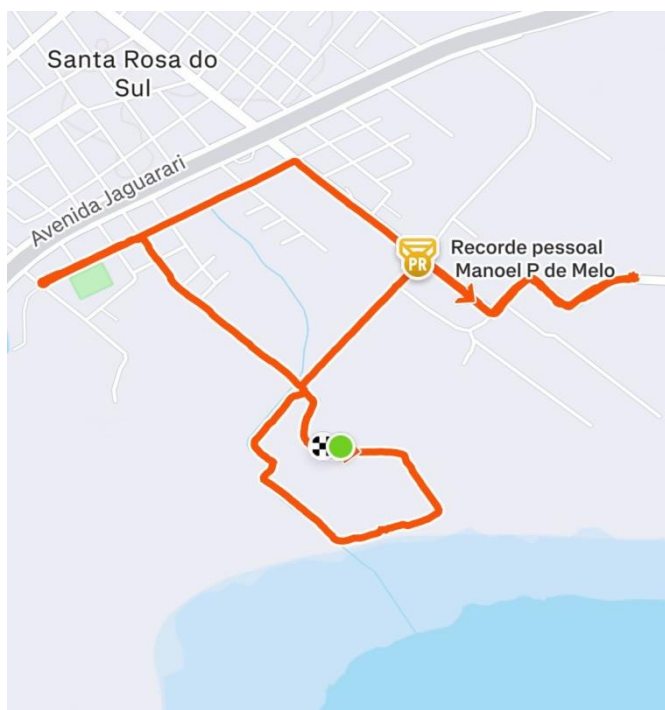 Santa Rosa do
Sul
Avenida Jaguarari
PR
Recorde pessoal
Manoel P de Melo